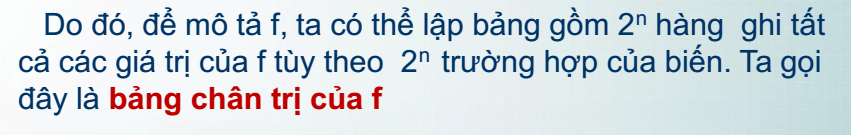 Do đó, để mô tả f, ta có thể lập bảng gồm 2ⁿ hàng ghi tất
cả các giá trị của f tùy theo 2ⁿ trường hợp của biến. Ta gọi
đây là bảng chân trị của f